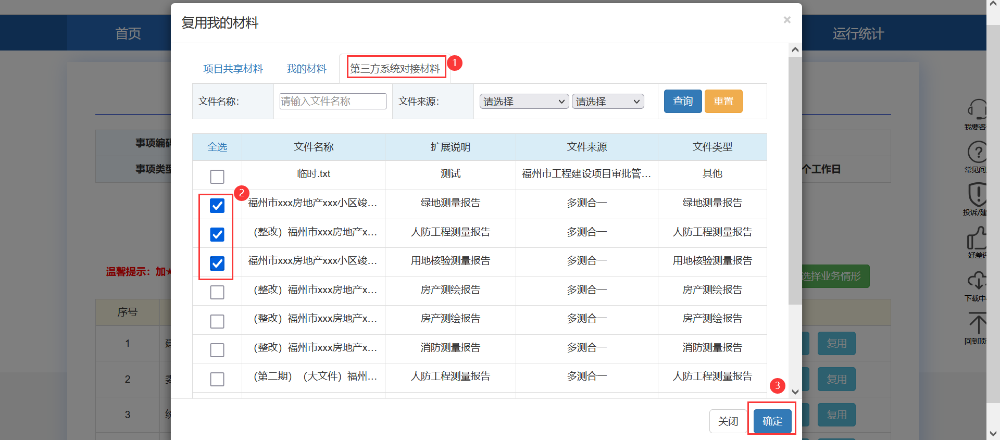 首页
运行统计
复用我的材料
×
项目共享材料 我的材料 第三方系统对接材料 1
文件名称: 请输入文件名称 文件来源: 请选择 请选择 查询 重置
全选 文件名称 扩展说明 文件来源 文件类型
临时.txt 测试 福州市工程建设项目审批管... 其他
2
福州市xxx房地产xxx小区竣... 绿地测量报告 多测合一 绿地测量报告
（整改）福州市xxx房地产x... 人防工程测量报告 多测合一 人防工程测量报告
福州市xxx房地产xxx小区竣... 用地核验测量报告 多测合一 用地核验测量报告
（整改）福州市xxx房地产x... 房产测绘报告 多测合一 房产测绘报告
（整改）福州市xxx房地产x... 房产测绘报告 多测合一 房产测绘报告
（整改）福州市xxx房地产x... 消防测量报告 多测合一 消防测量报告
（第二期）（大文件）福州... 人防工程测量报告 多测合一 人防工程测量报告
3
关闭 确定
事项编码
事项类型
个工作日
温馨提示：加★
选择业务情形
序号
1 复用
2 复用
3 复用
我要咨
?
常见问
投诉/建
好差评
下载中
回到顶